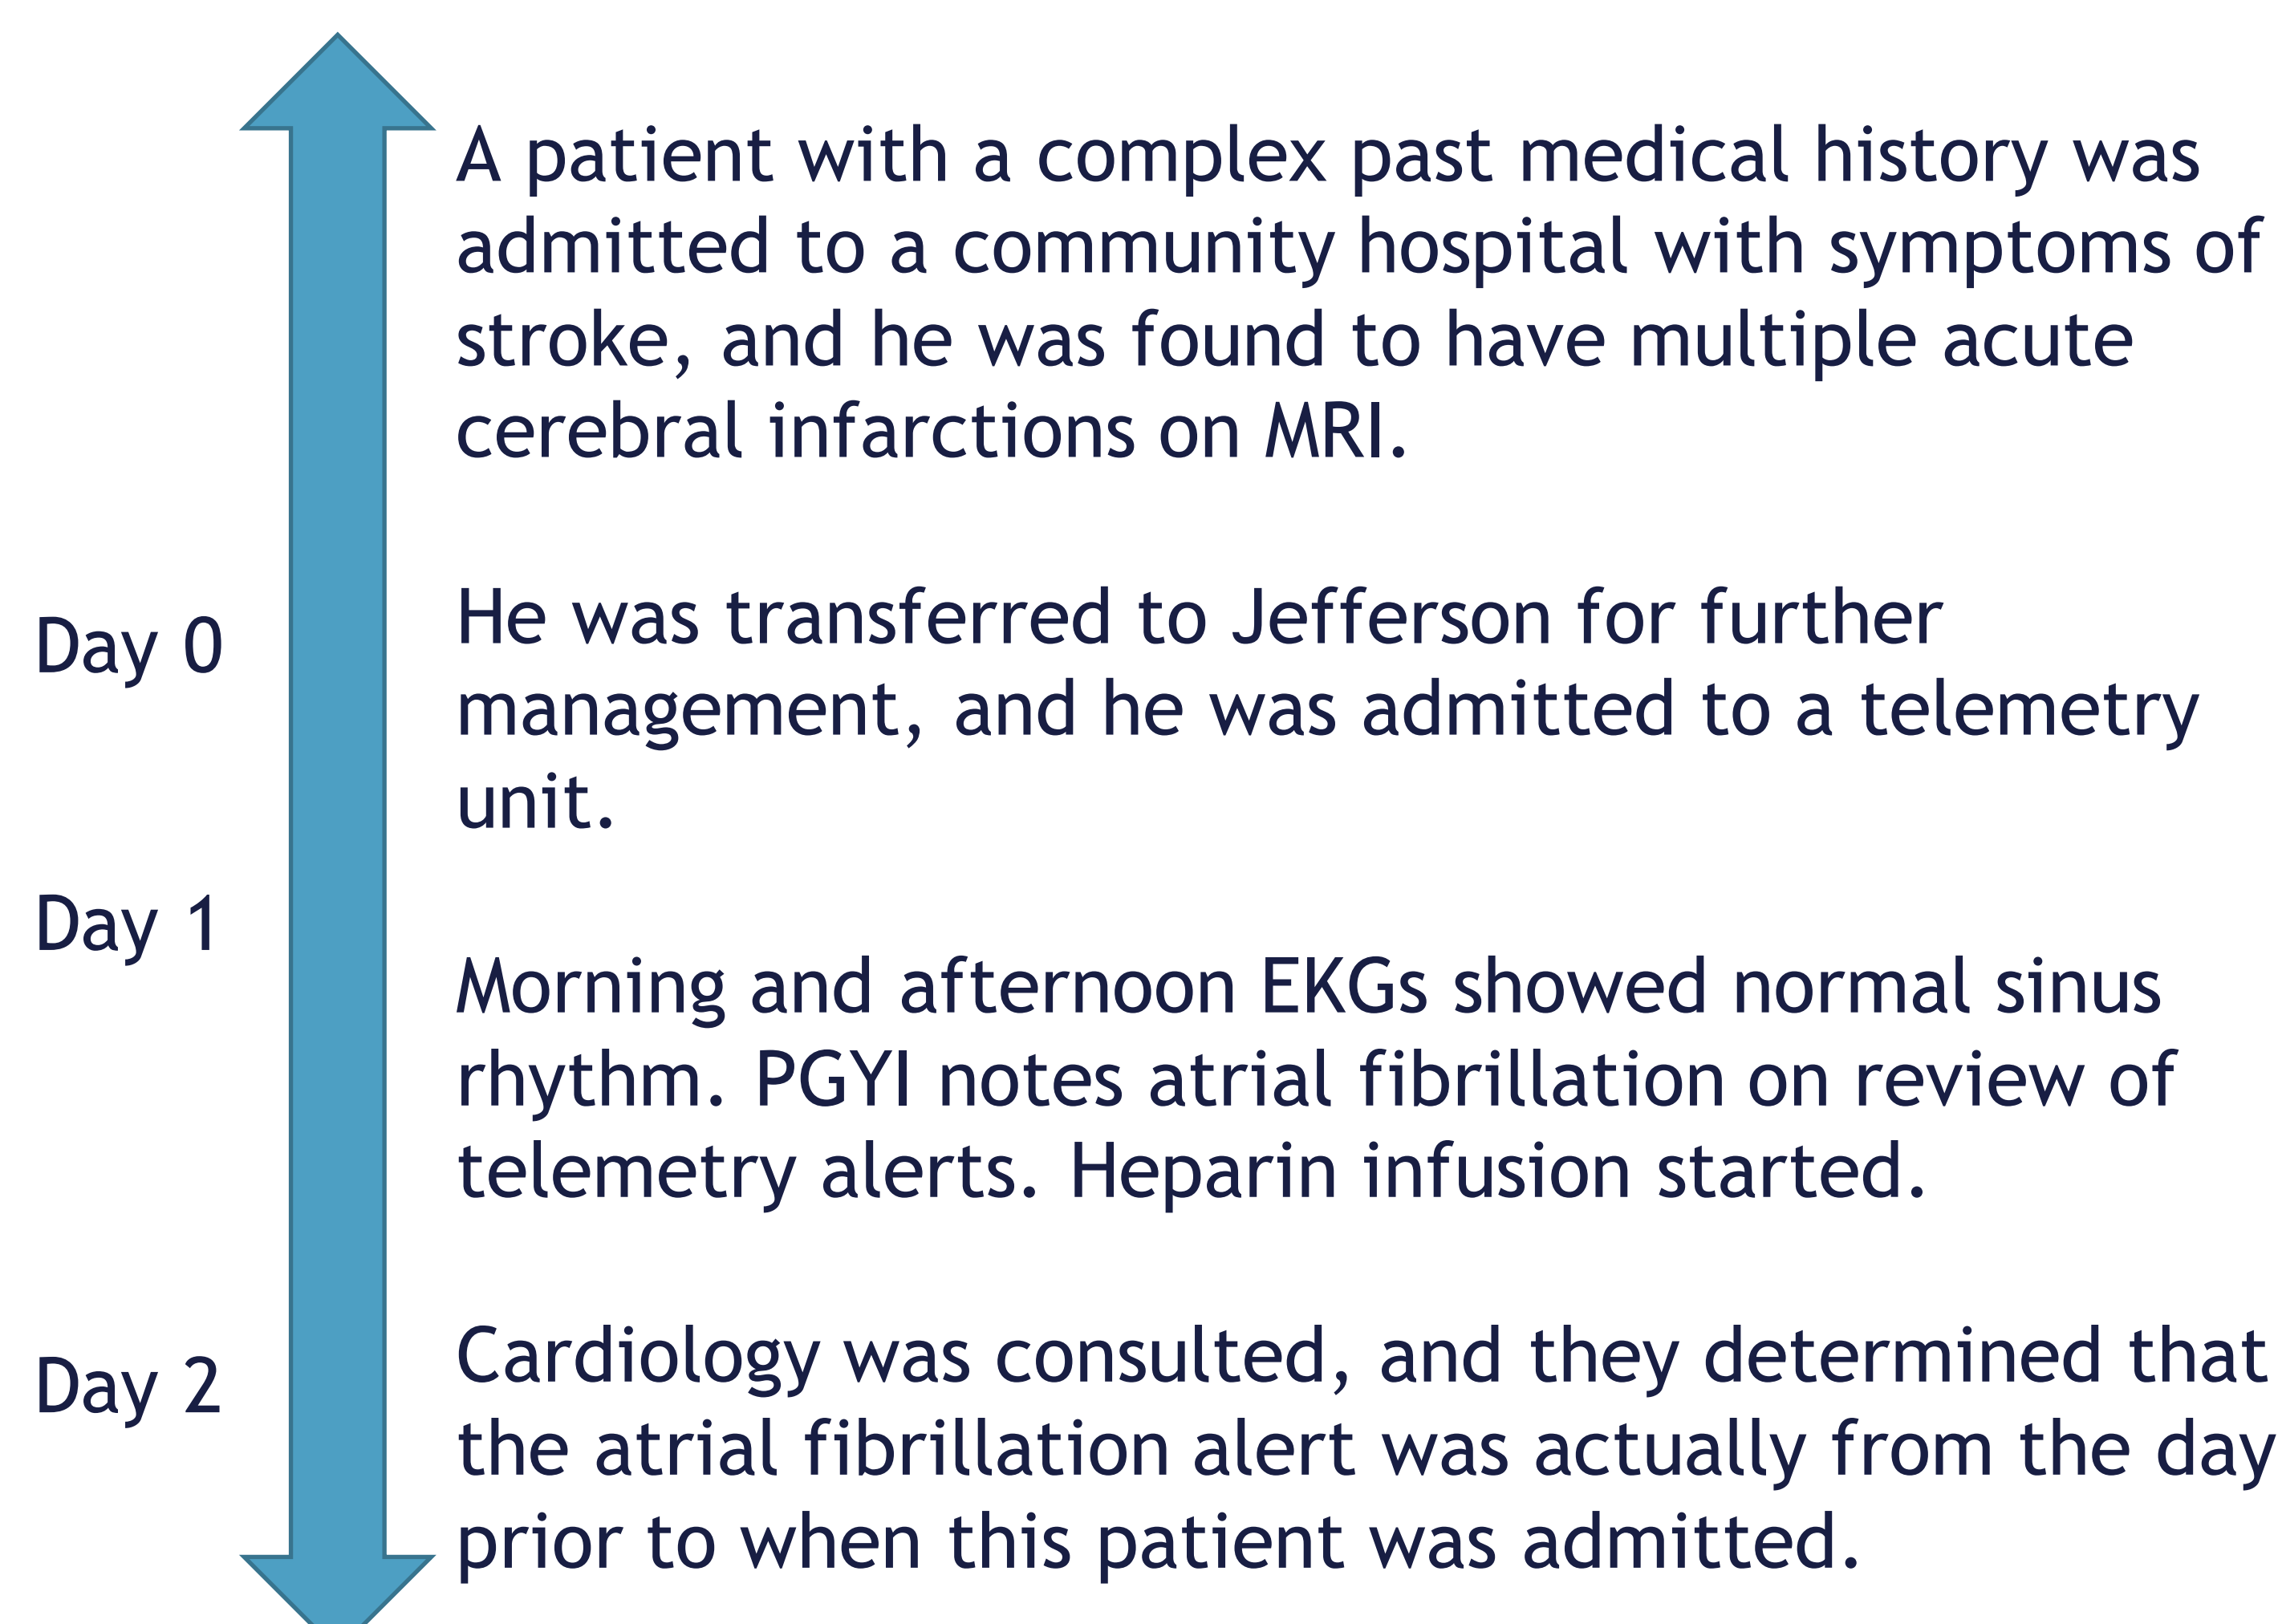 A patient with a complex past medical history was
admitted to a community hospital with symptoms of
stroke, and he was found to have multiple acute
cerebral infarctions on MRI.
Day 0
He was transferred to Jefferson for further
management, and he was admitted to a telemetry
unit.
Day 1
Morning and afternoon EKGs showed normal sinus
rhythm. PGYI notes atrial fibrillation on review of
telemetry alerts. Heparin infusion started.
Day 2
Cardiology was consulted, and they determined that
the atrial fibrillation alert was actually from the day
prior to when this patient was admitted.